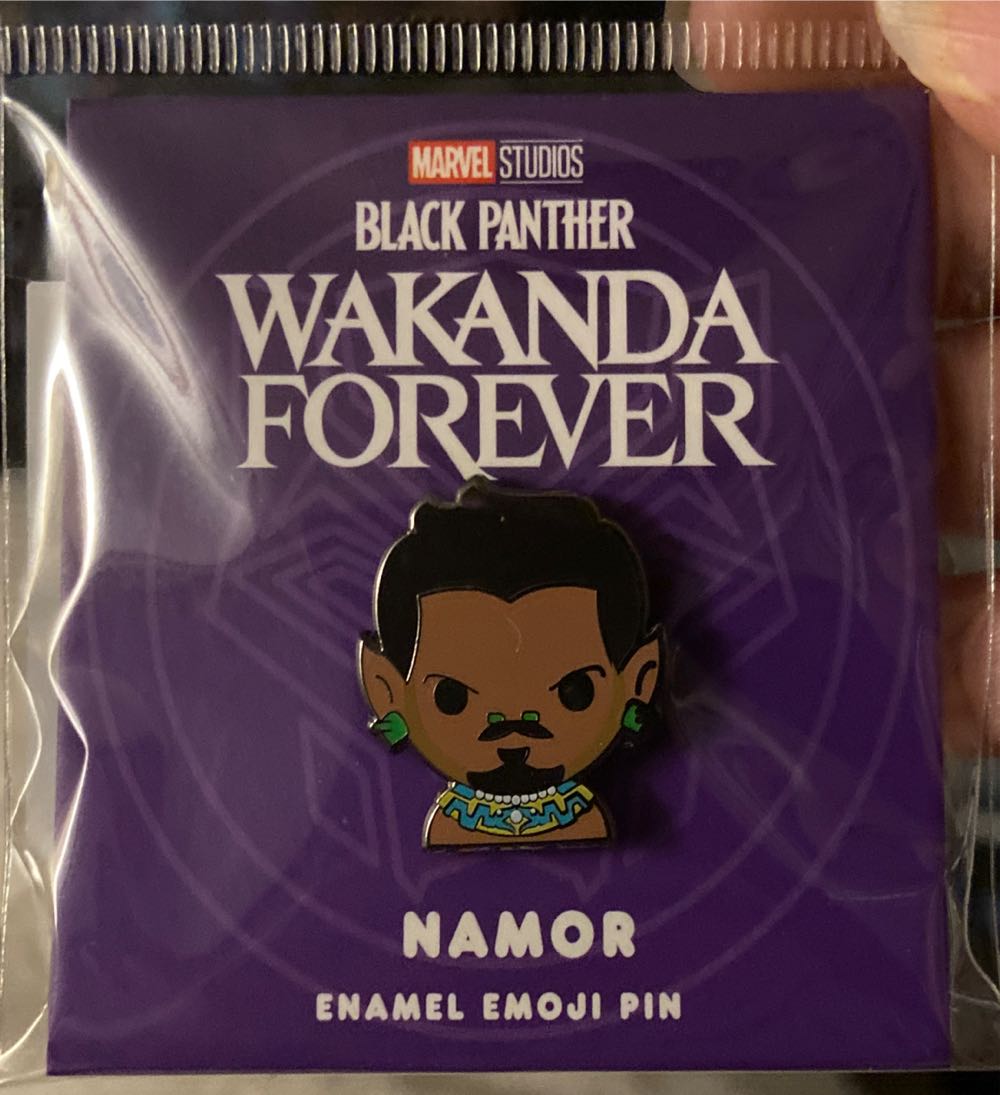 MARVEL STUDIOS
BLACK PANTHER
WAKANDA
FOREVER
NAMOR
ENAMEL EMOJI PIN